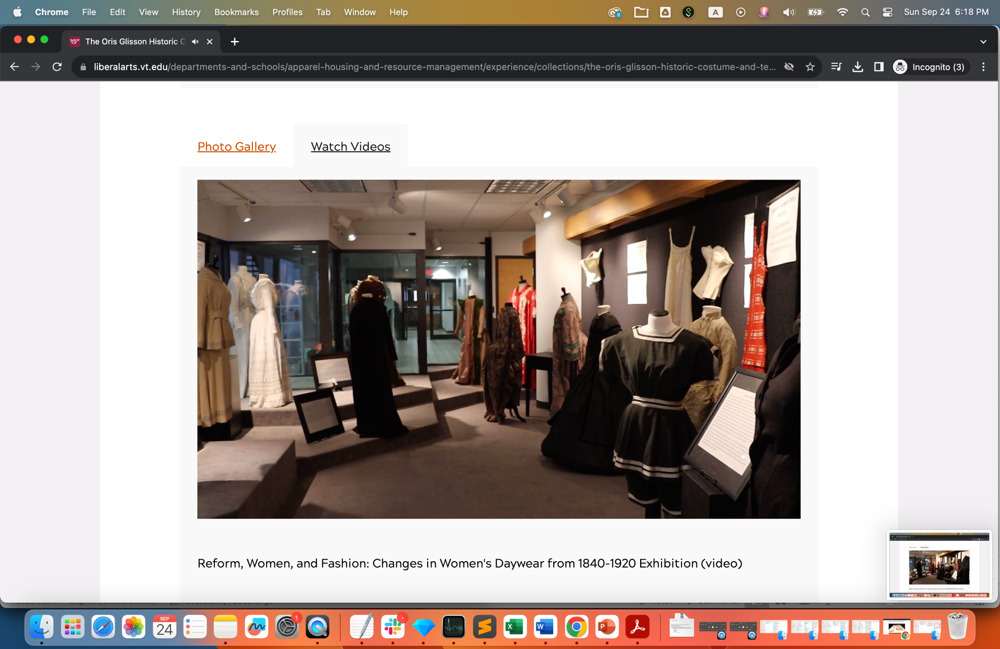 Chrome File Edit View History Bookmarks Profiles Tab Window Help
A
Sun Sep 24 6:18 PM
The Oris Glisson Historic C
liberalarts.vt.edu/departments-and-schools/apparel-housing-and-resource-management/experience/collections/the-oris-glisson-historic-costume-and-te...
Incognito (3)
Photo Gallery
Watch Videos
Reform, Women, and Fashion: Changes in Women's Daywear from 1840-1920 Exhibition (video)
SEP
24
1
X
W
P